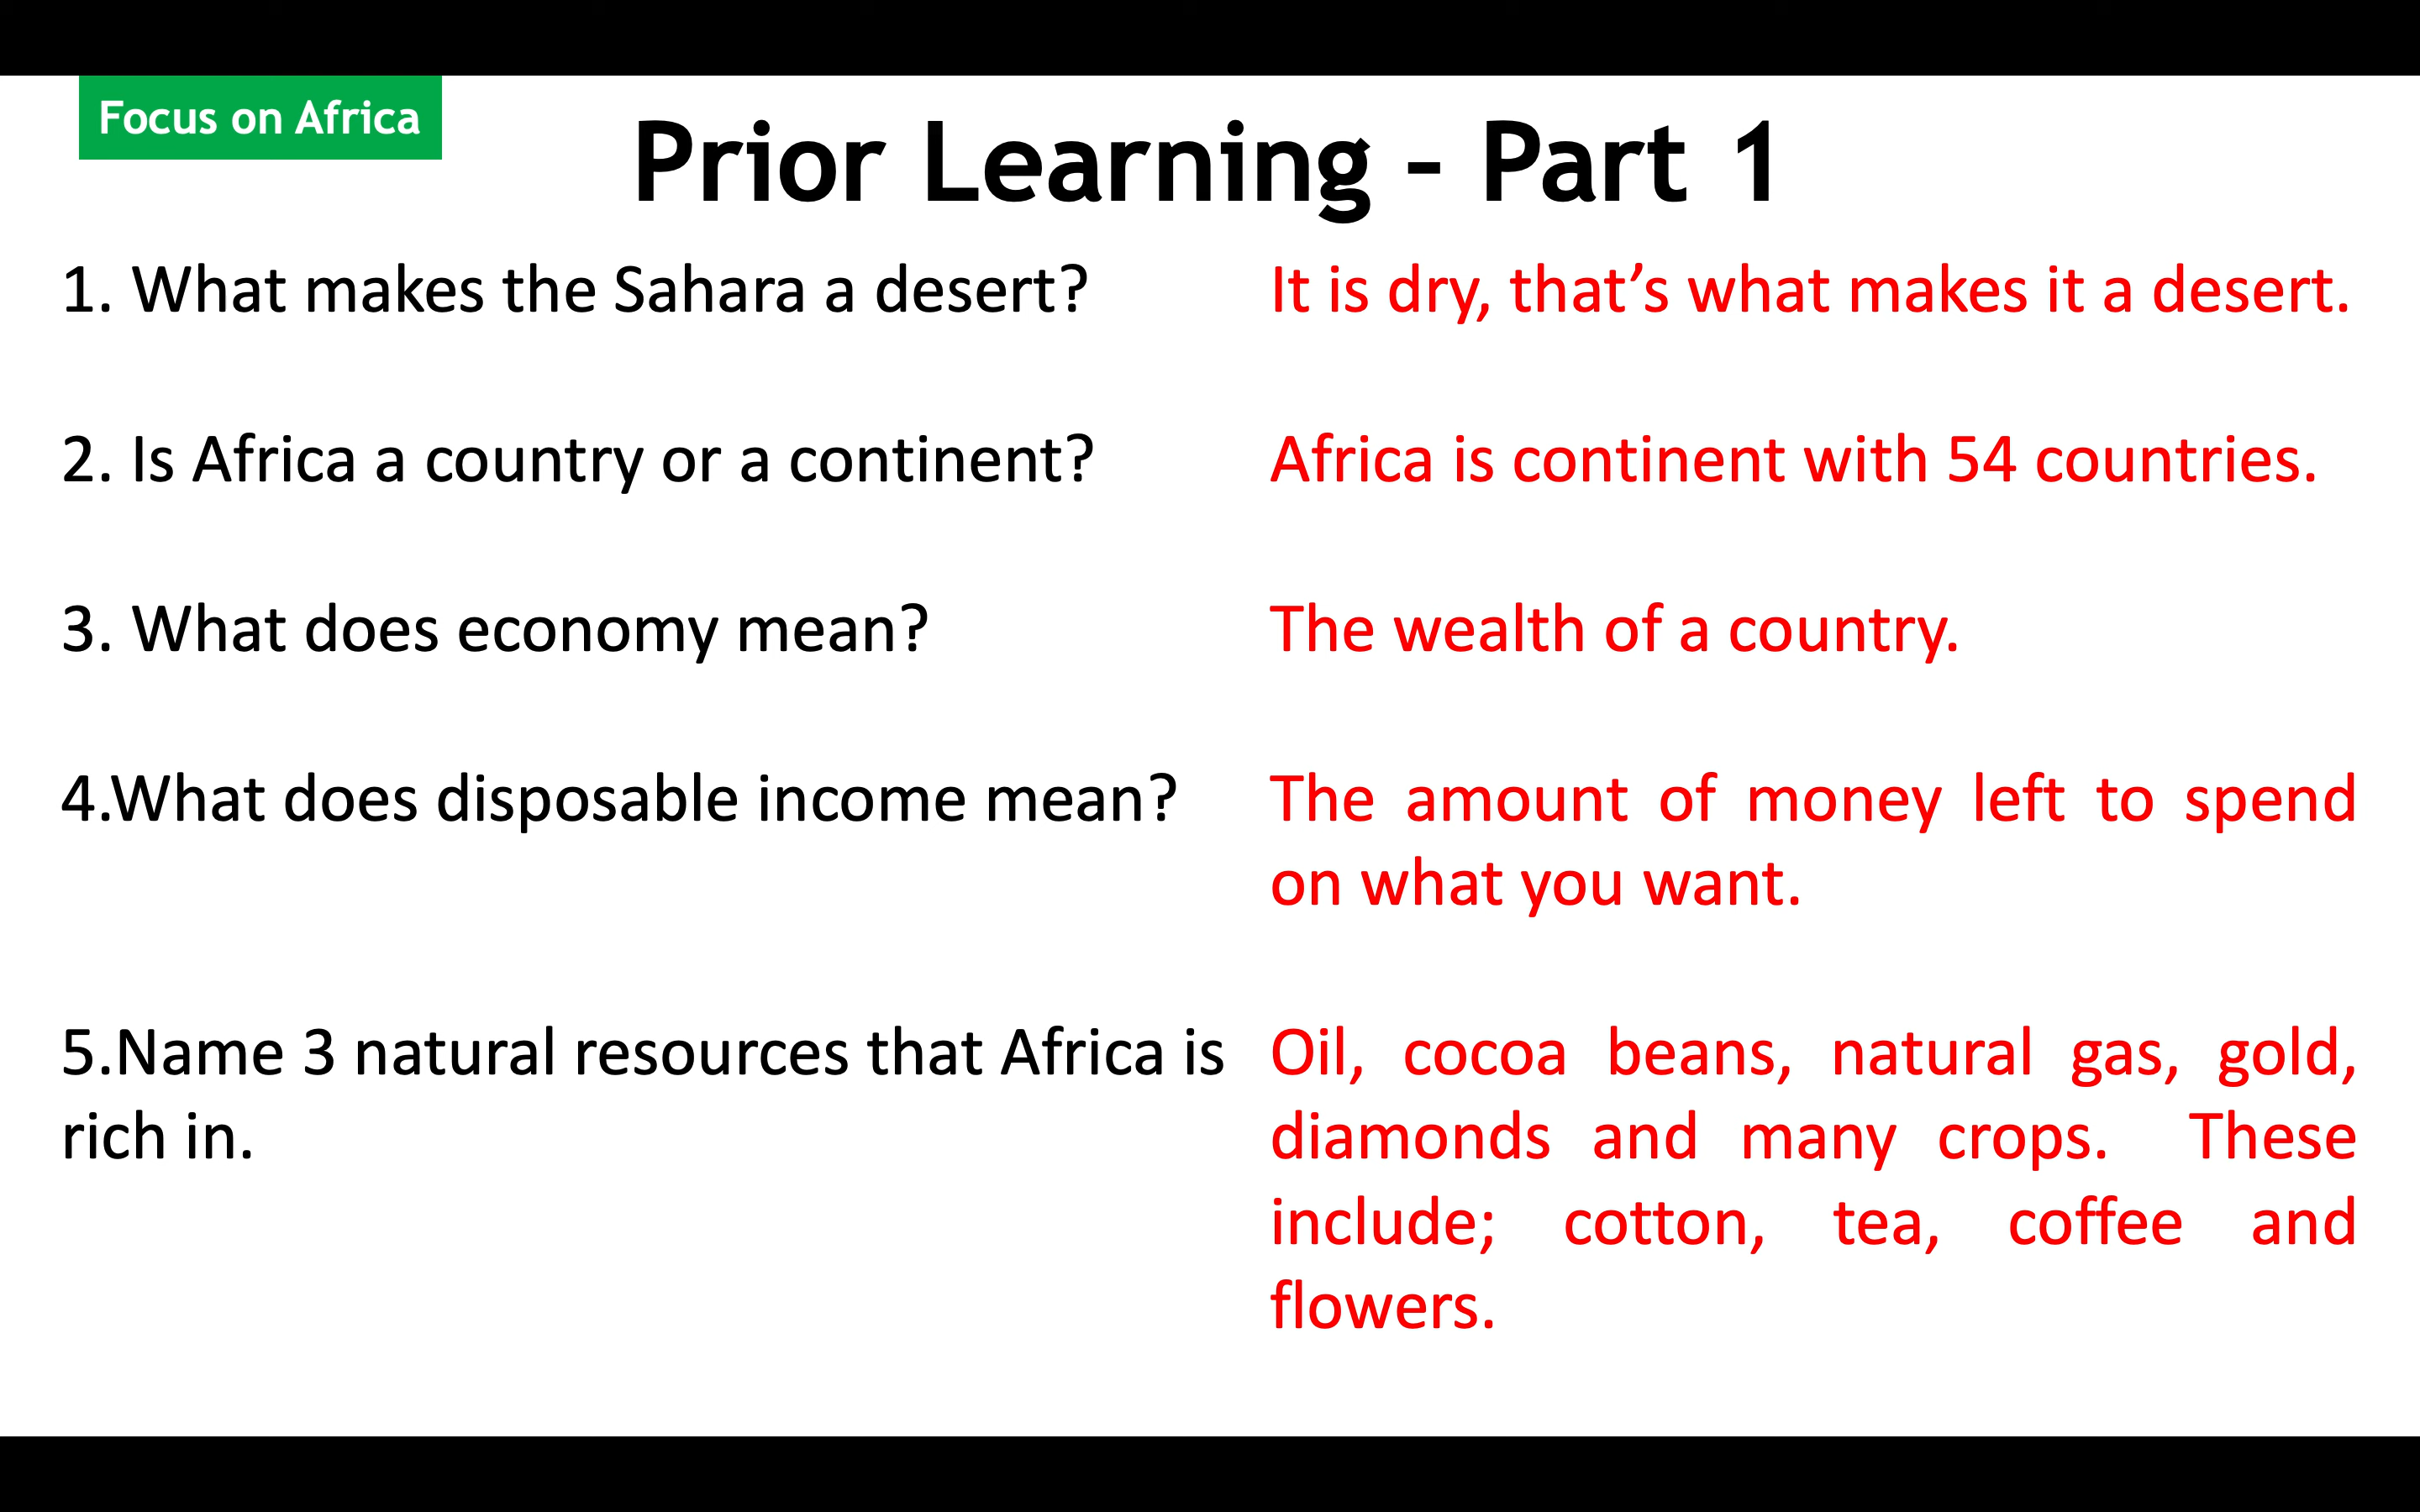 Focus on Africa
Prior Learning - Part 1
1. What makes the Sahara a desert?
It is dry, that’s what makes it a desert.
2. Is Africa a country or a continent?
Africa is continent with 54 countries.
3. What does economy mean?
The wealth of a country.
4.What does disposable income mean?
The amount of money left to spend
on what you want.
5.Name 3 natural resources that Africa is
rich in.
Oil, cocoa beans, natural gas, gold,
diamonds and many crops. These
include; cotton, tea, coffee and
flowers.